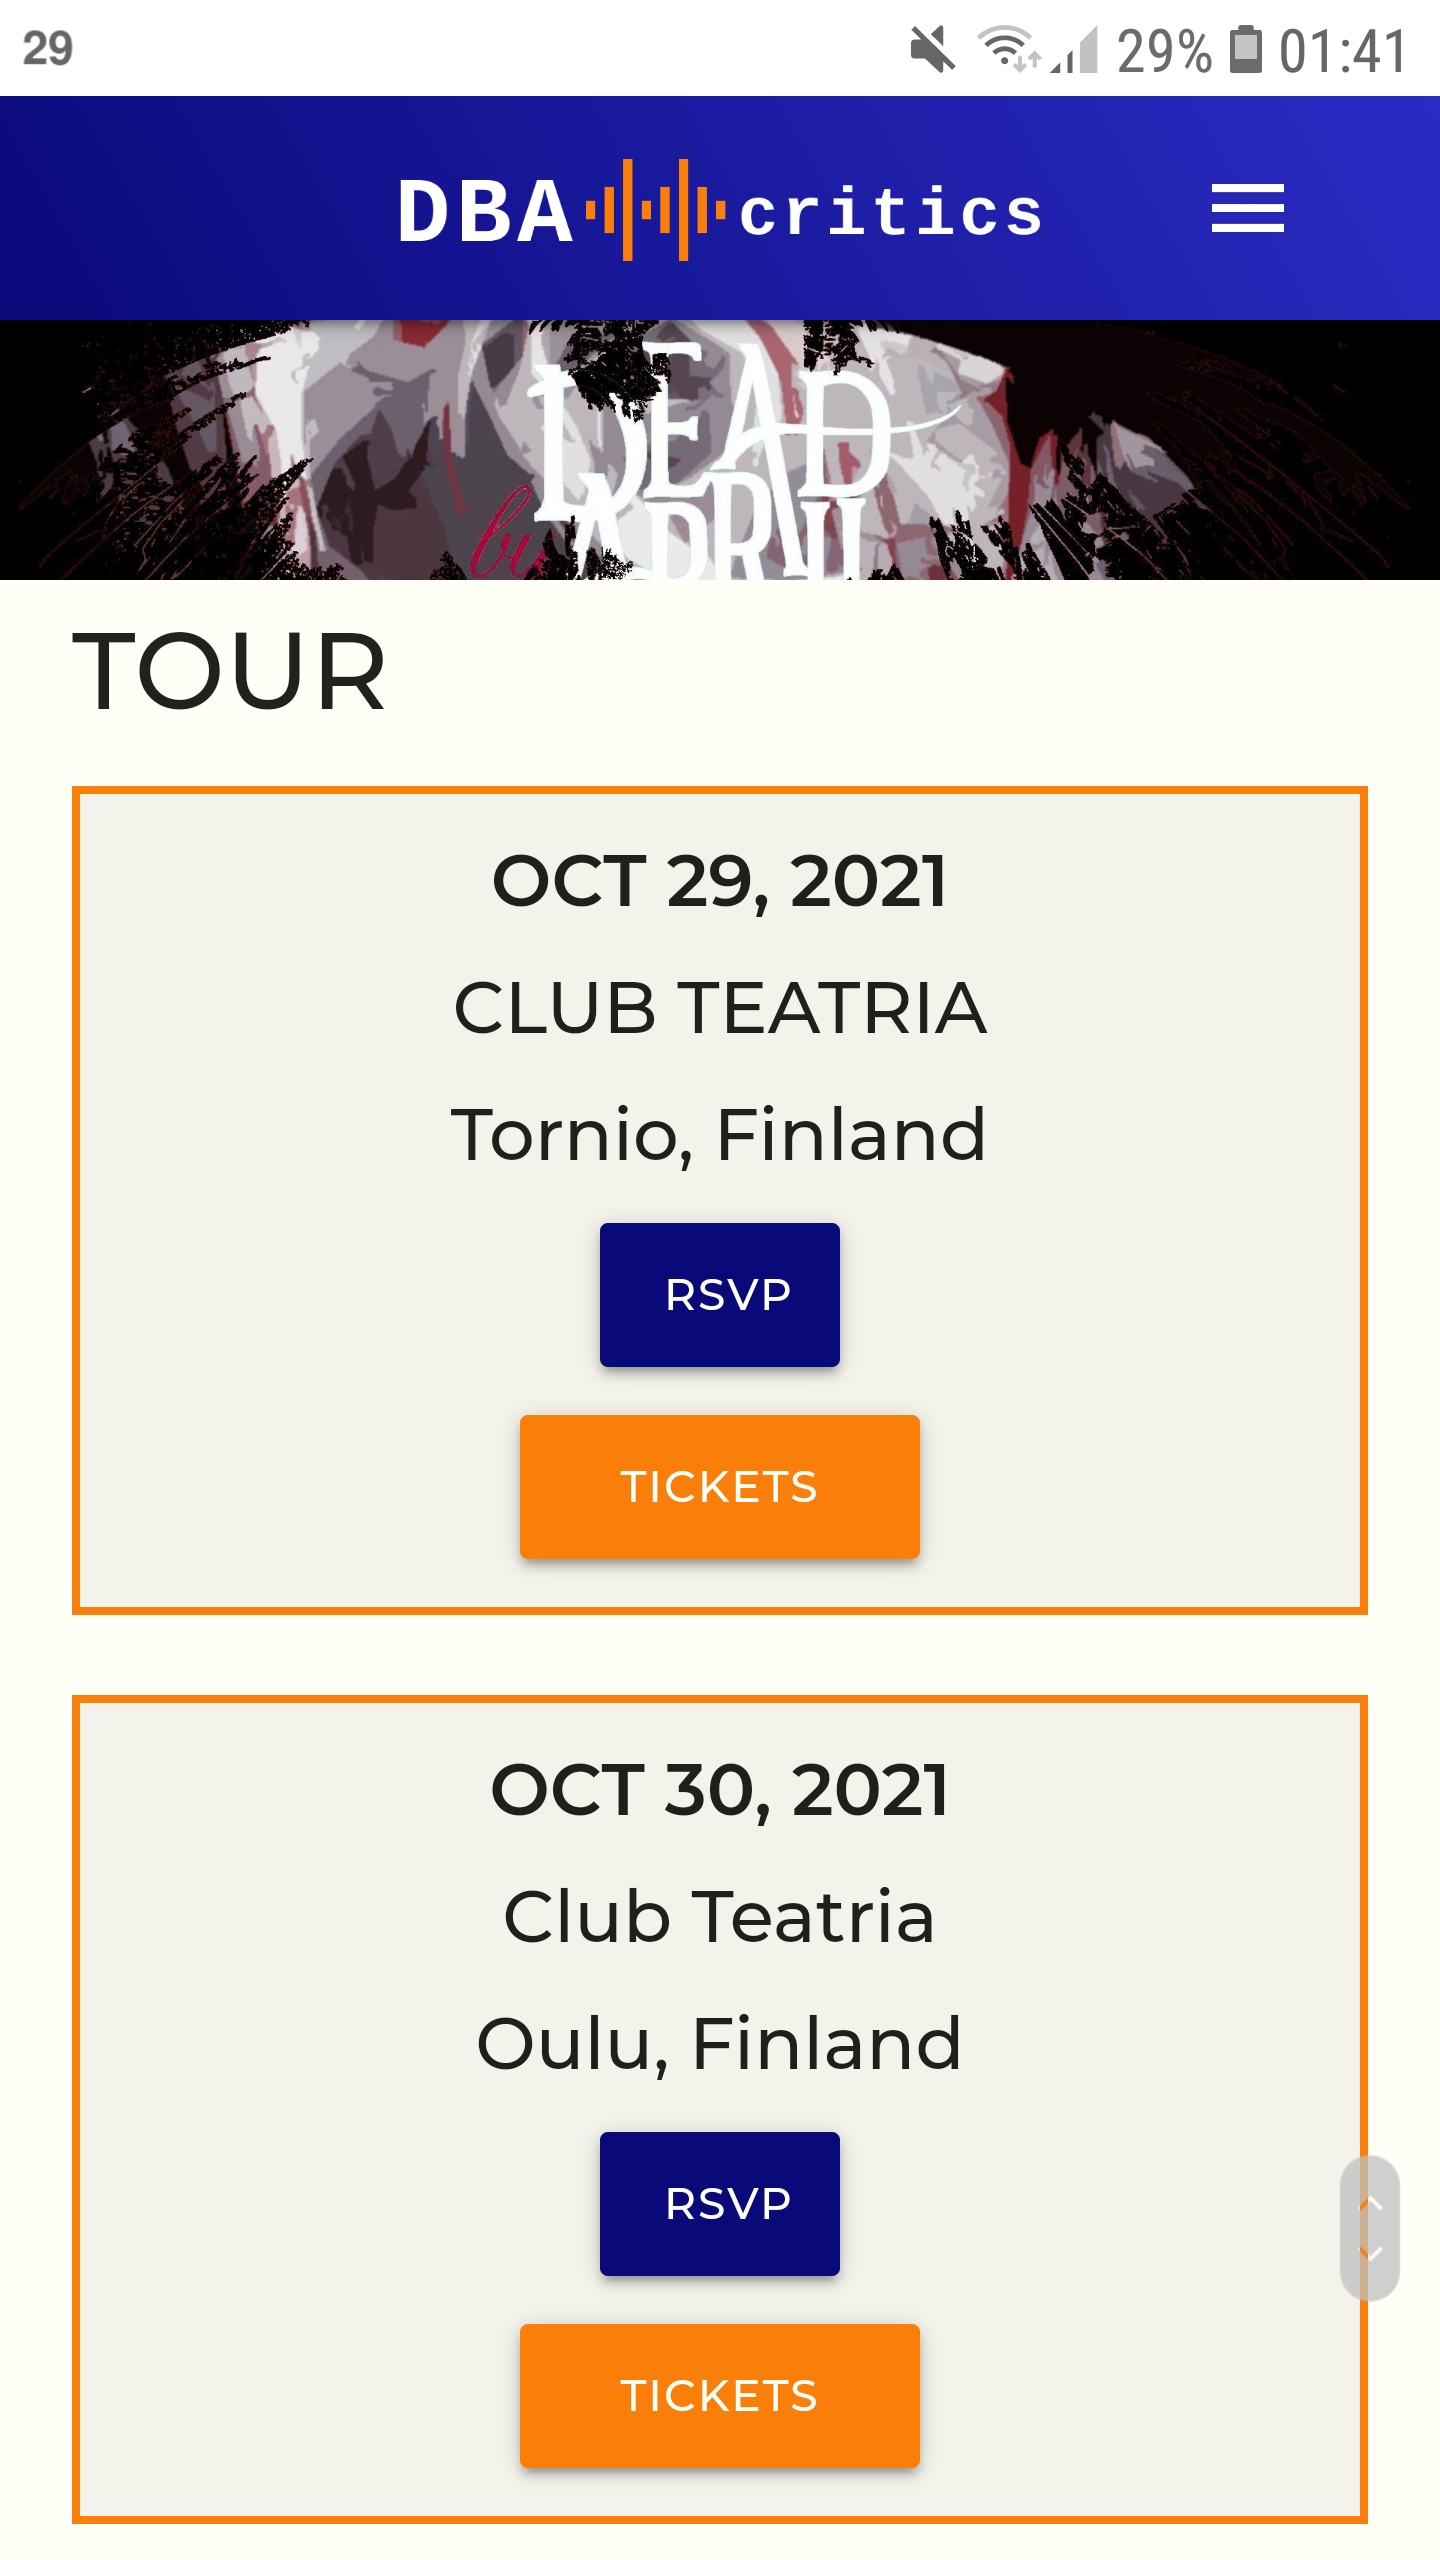 29
29% 01:41
DBA critics
DEAD
by APRIL
TOUR
OCT 29, 2021
CLUB TEATRIA
Tornio, Finland
RSVP
TICKETS
OCT 30, 2021
Club Teatria
Oulu, Finland
RSVP
TICKETS